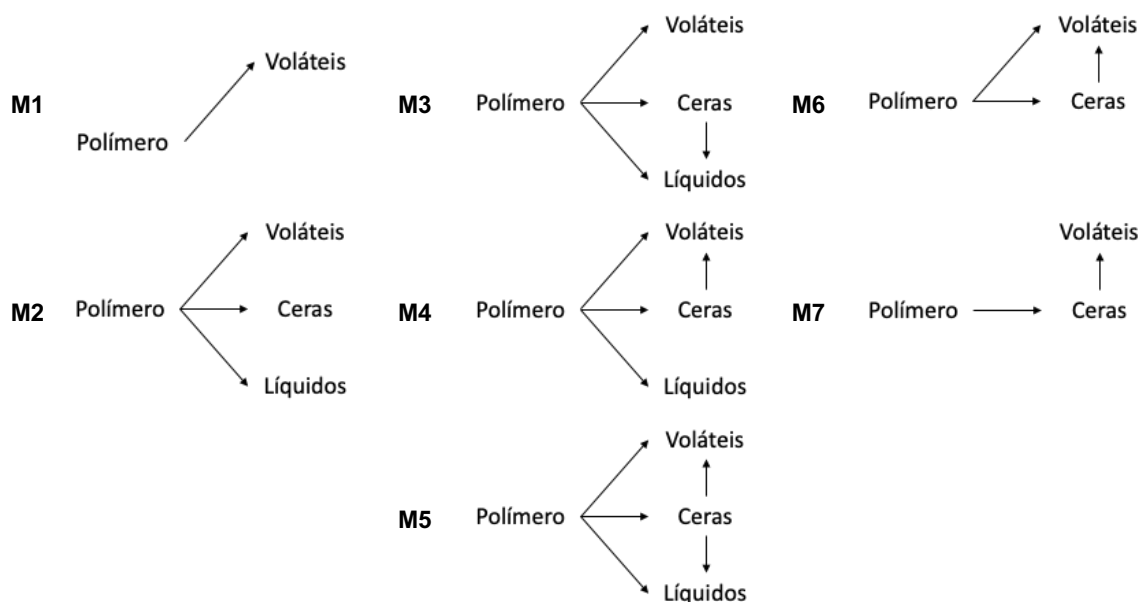 M1
Polímero
Voláteis
M2
Polímero
Voláteis
Ceras
Líquidos
M3
Polímero
Voláteis
Ceras
Líquidos
M4
Polímero
Voláteis
Ceras
Líquidos
M5
Polímero
Voláteis
Ceras
Líquidos
M6
Polímero
Voláteis
Ceras
M7
Polímero
Voláteis
Ceras